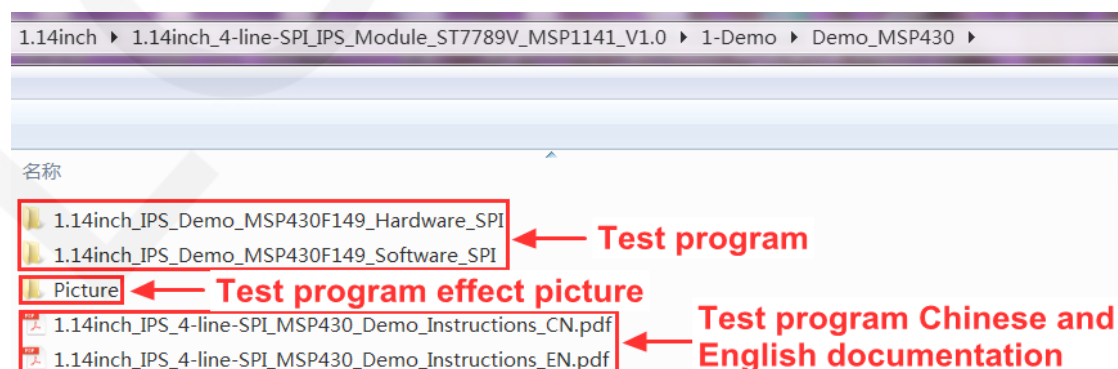 1.14inch ▸ 1.14inch_4-line-SPI_IPS_Module_ST7789V_MSP1141_V1.0 ▸ 1-Demo ▸ Demo_MSP430 ▸
名称
1.14inch_IPS_Demo_MSP430F149_Hardware_SPI
1.14inch_IPS_Demo_MSP430F149_Software_SPI
Test program
Picture
Test program effect picture
1.14inch_IPS_4-line-SPI_MSP430_Demo_Instructions_CN.pdf
1.14inch_IPS_4-line-SPI_MSP430_Demo_Instructions_EN.pdf
Test program Chinese and
English documentation